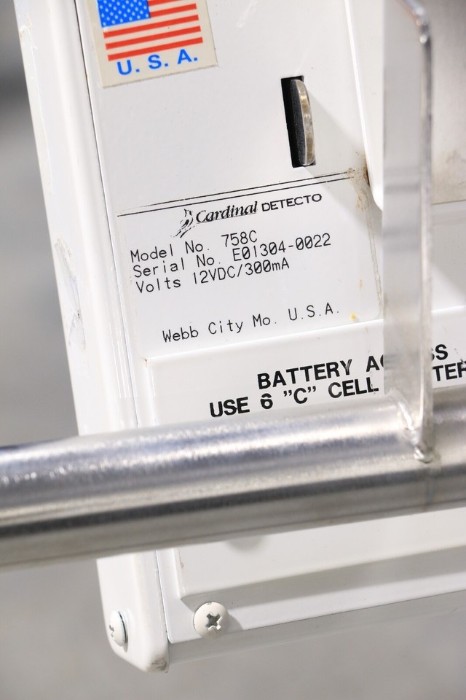 U. S. A.
Cardinal DETECTO
Model No. 758C
Serial No. E01304-0022
Volts 12VDC/300mA
Webb City Mo. U.S.A.
BATTERY
USE 6 "C" CELL